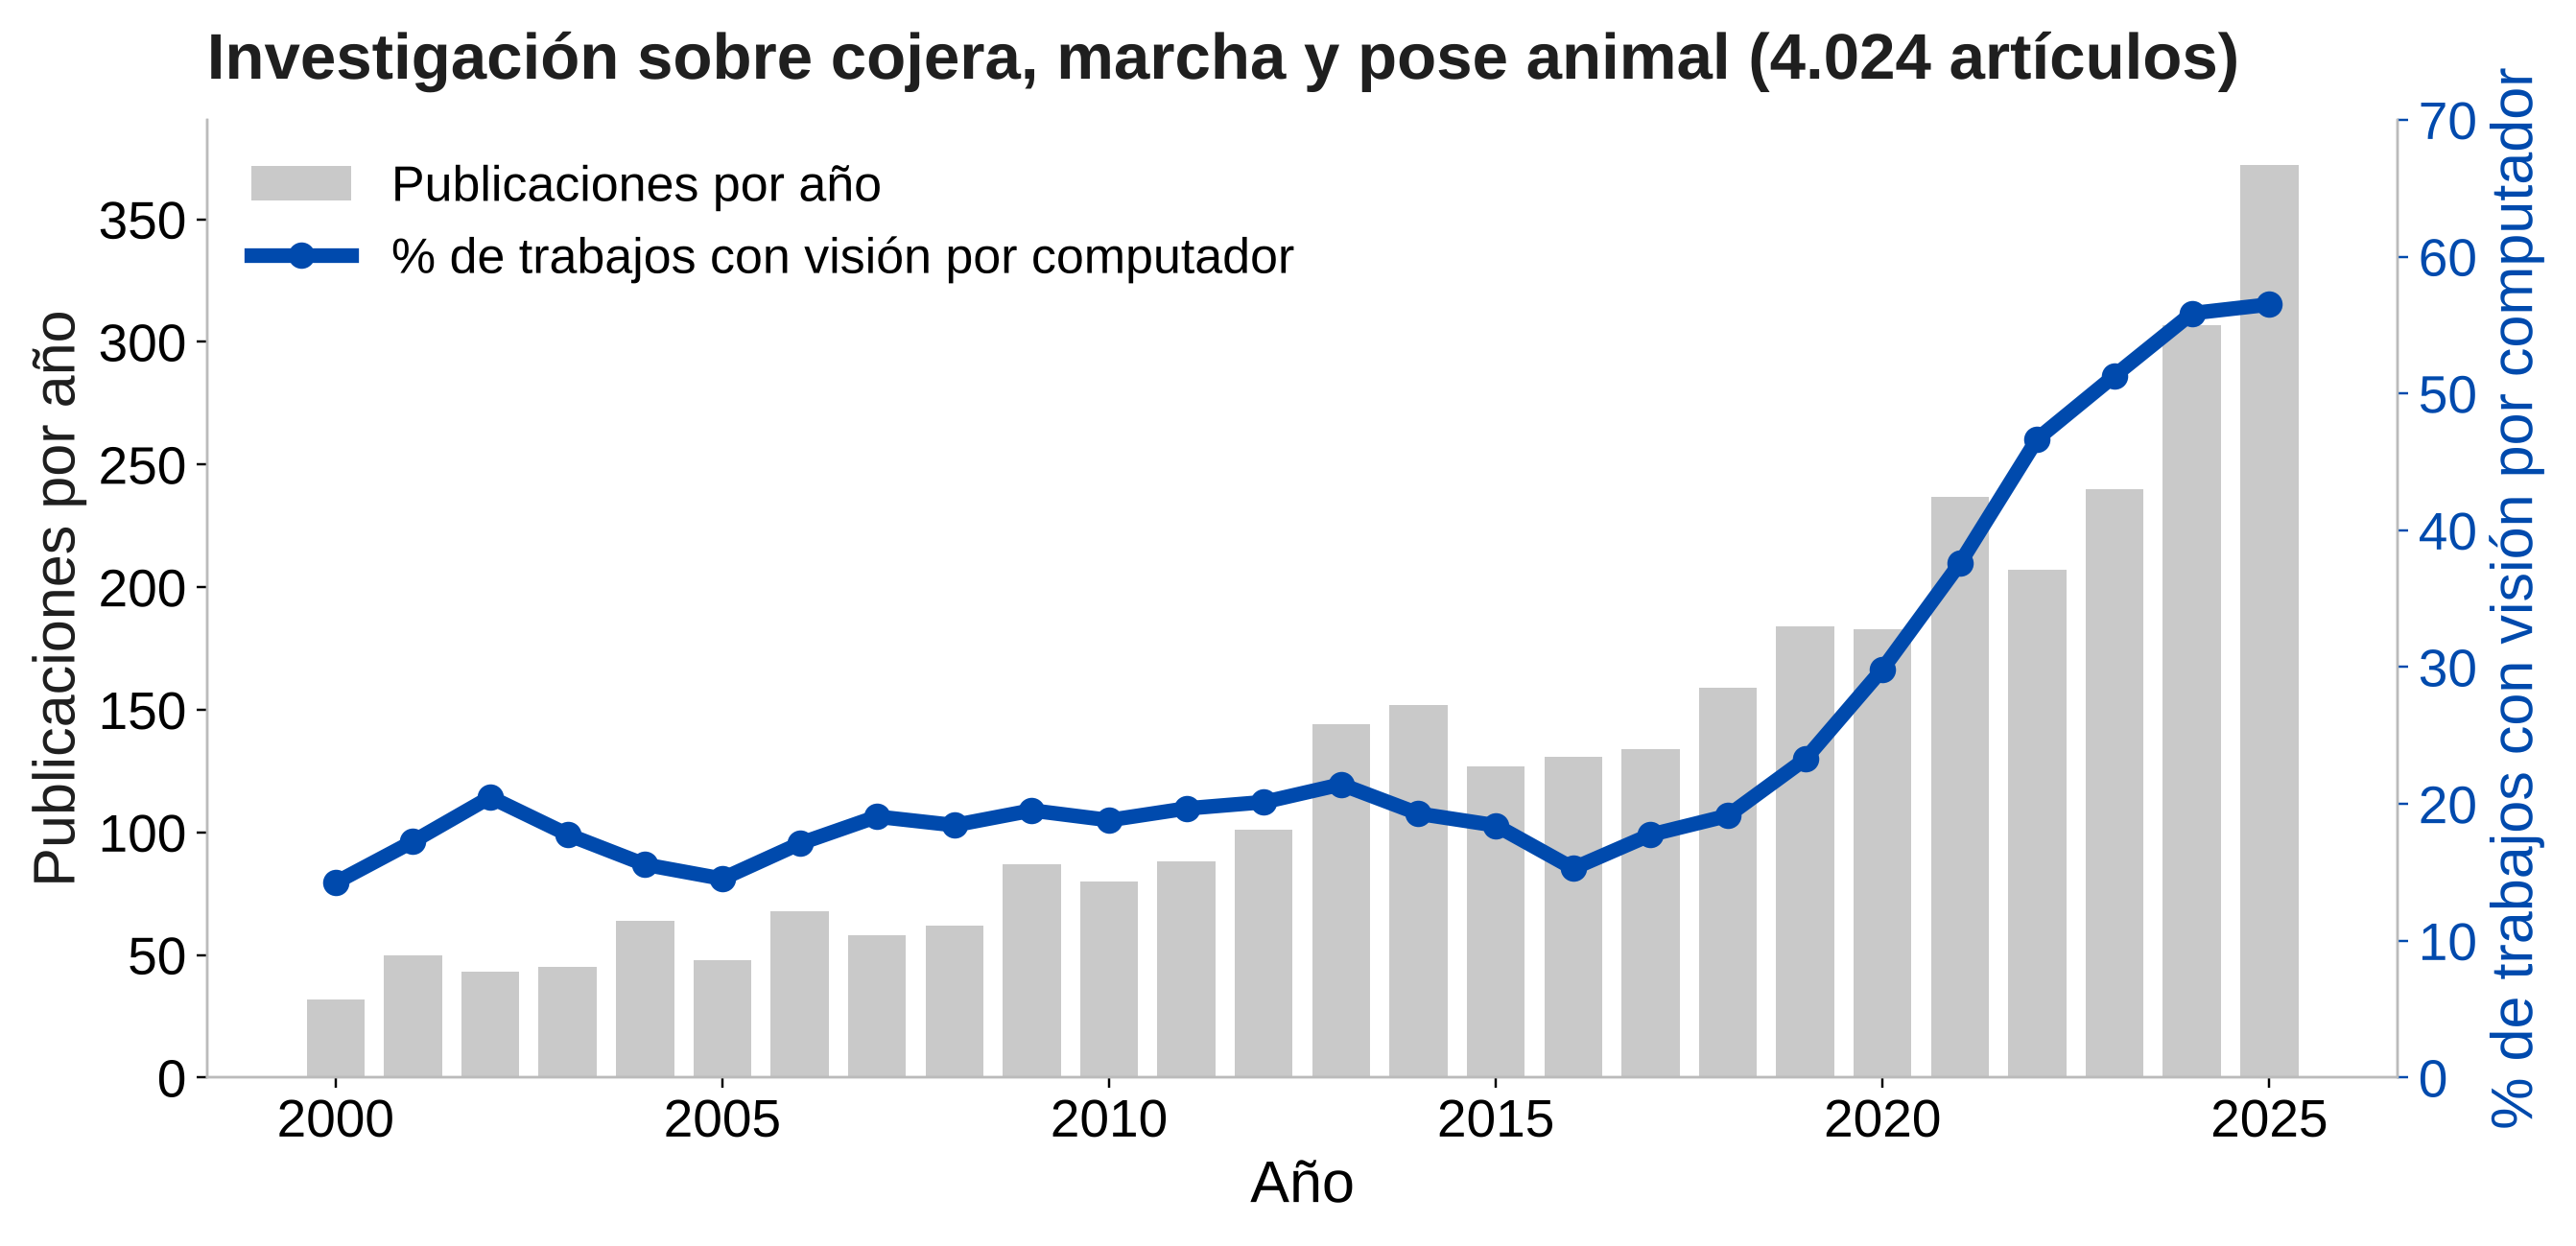 Investigación sobre cojera, marcha y pose animal (4.024 artículos)
Publicaciones por año
% de trabajos con visión por computador
Publicaciones por año
350
300
250
200
150
100
50
0
70
60
50
40
30
20
10
0
% de trabajos con visión por computador
2000 2005 2010 2015 2020 2025
Año